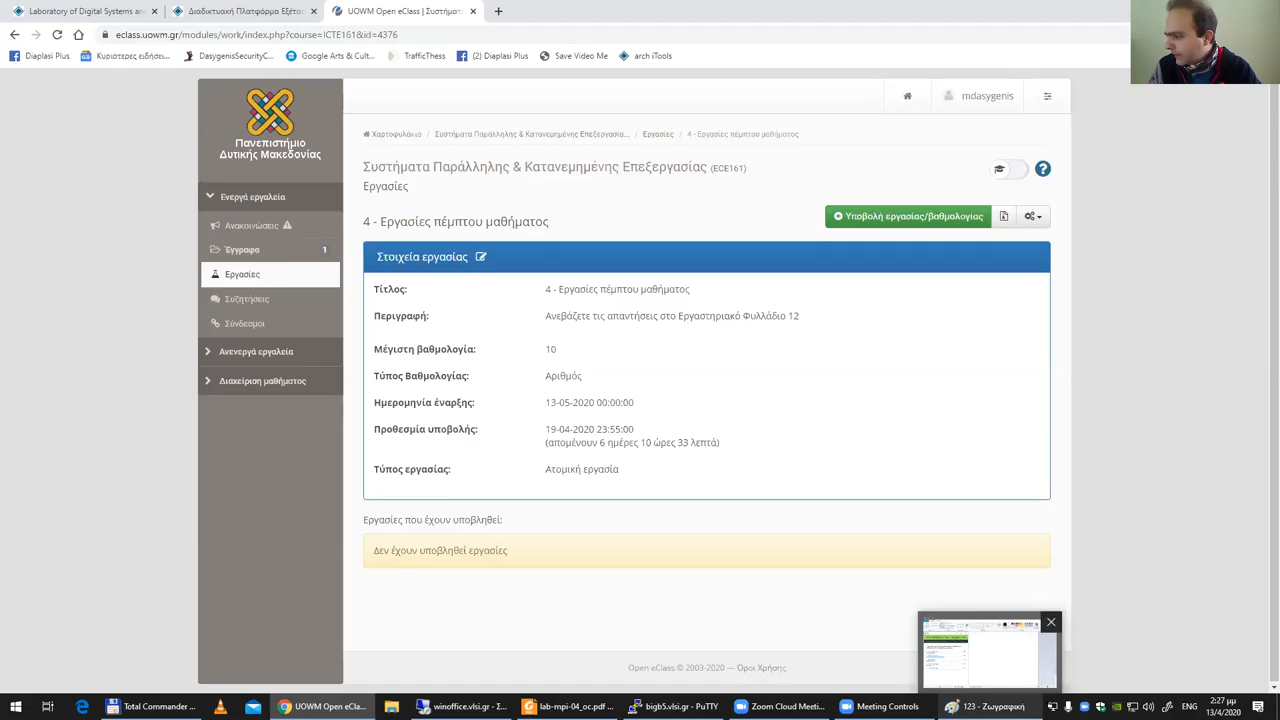 Laboratory of Digital Systems an
Διαδικτυακή Πλατφόρμα Εξέτασ
UOWM Open eClass | Συστήματ
eclass.uowm.gr/modules/work/index.php?course=ICTE161&id=4376
Diaplasi Plus
Κυριότερες ειδήσει...
DasygenisSecurityC...
Google Arts & Cult...
TrafficThess
(2) Diaplasi Plus
Save Video Me
arch iTools
Πανεπιστήμιο
Δυτικής Μακεδονίας
mdasygenis
Χαρτοφυλάκιο / Συστήματα Παράλληλης & Κατανεμημένης Επεξεργασία... / Εργασίες / 4 - Εργασίες πέμπτου μαθήματος
Συστήματα Παράλληλης & Κατανεμημένης Επεξεργασίας (ECE161)
Εργασίες
Ενεργά εργαλεία
Ανακοινώσεις
Έγγραφα 1
Εργασίες
Συζητήσεις
Σύνδεσμοι
Ανενεργά εργαλεία
Διαχείριση μαθήματος
4 - Εργασίες πέμπτου μαθήματος
Υποβολή εργασίας/βαθμολογίας
Στοιχεία εργασίας
Τίτλος: 4 - Εργασίες πέμπτου μαθήματος
Περιγραφή: Ανεβάζετε τις απαντήσεις στο Εργαστηριακό Φυλλάδιο 12
Μέγιστη βαθμολογία: 10
Τύπος Βαθμολογίας: Αριθμός
Ημερομηνία έναρξης: 13-05-2020 00:00:00
Προθεσμία υποβολής: 19-04-2020 23:55:00
(απομένουν 6 ημέρες 10 ώρες 33 λεπτά)
Τύπος εργασίας: Ατομική εργασία
Εργασίες που έχουν υποβληθεί:
Δεν έχουν υποβληθεί εργασίες
Open eClass © 2003-2020 — Όροι Χρήσης
Total Commander ...
UOWM Open eCla...
winoffice.vlsi.gr - Σ...
lab-mpi-04_oc.pdf ...
bigb5.vlsi.gr - PuTTY
Zoom Cloud Meet...
Meeting Controls
123 - Ζωγραφική
2:27 μμ
13/4/2020